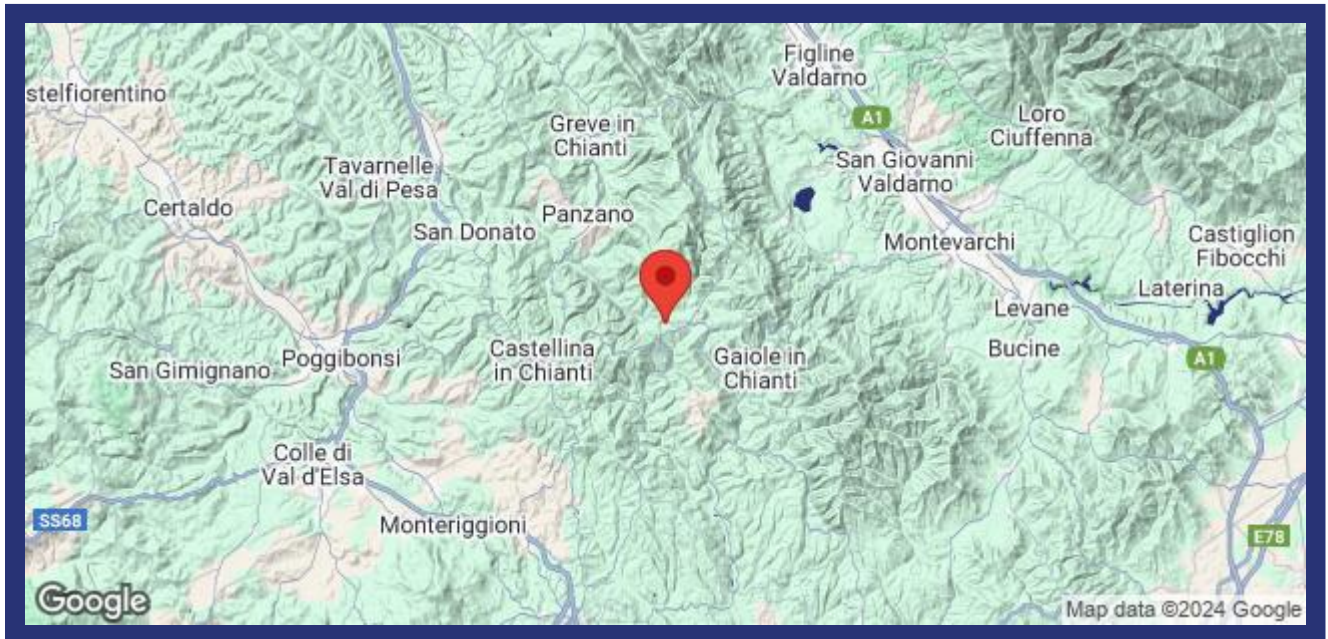 Figline
Valdarno
stelfiorentino
A1
Loro
Ciuffenna
Greve in
Chianti
San Giovanni
Valdarno
Tavarnelle
Val di Pesa
Certaldo
Panzano
San Donato
Montevarchi
Castiglion
Fibocchi
Laterina
Levane
Castellina
in Chianti
Bucine
Poggibonsi
Gaiole in
Chianti
A1
San Gimignano
Colle di
Val d'Elsa
SS68
Monteriggioni
E78
Google
Map data ©2024 Google